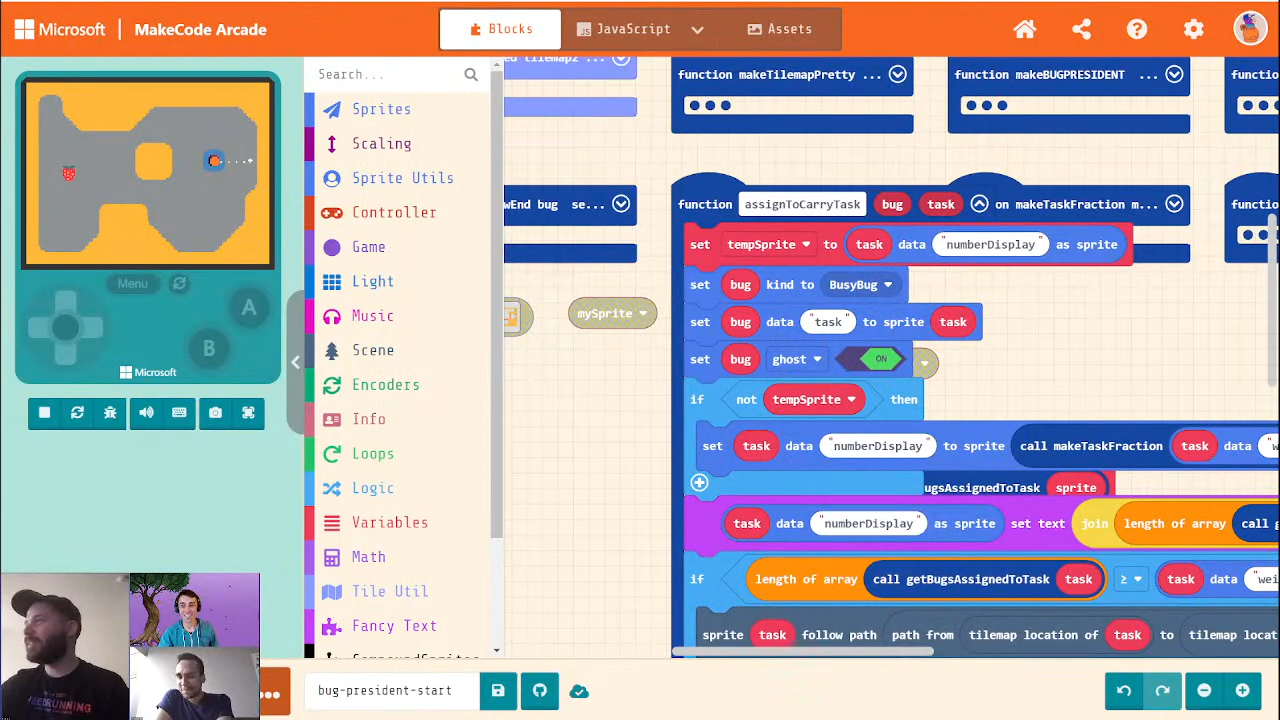 Microsoft | MakeCode Arcade
Blocks
JavaScript
Assets
Menu
A
B
Microsoft
Search...
Sprites
Scaling
Sprite Utils
Controller
Game
Light
Music
Scene
Encoders
Info
Loops
Logic
Variables
Math
Tile Util
Fancy Text
tilemap2 ...
function makeTilemapPretty ...
function makeBUGPRESIDENT ...
bug se...
function assignToCarryTask bug task
on makeTaskFraction m...
set tempSprite to task data "numberDisplay" as sprite
set bug kind to BusyBug
mySprite
set bug data "task" to sprite task
set bug ghost ON
if not tempSprite then
set task data "numberDisplay" to sprite call makeTaskFraction task data
ugsAssignedToTask sprite
task data "numberDisplay" as sprite set text join length of array call
if length of array call getBugsAssignedToTask task ≥ task data
sprite task follow path path from tilemap location of task to tilemap locat
bug-president-start